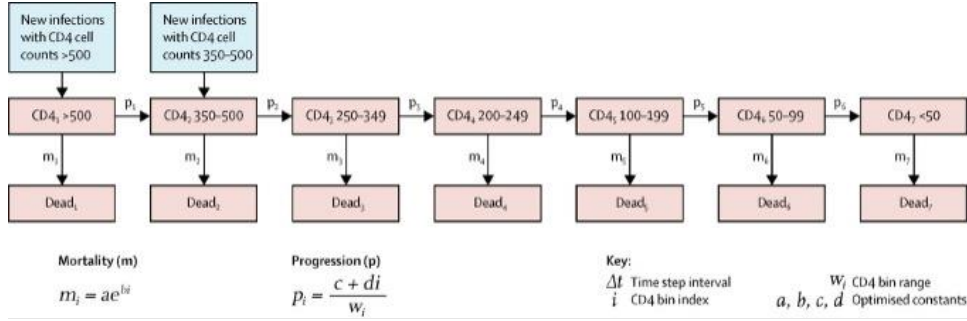 New infections
with CD4 cell
counts >500
New infections
with CD4 cell
counts 350–500
CD4₁ >500
p₁
CD4₂ 350–500
p₂
CD4₃ 250–349
p₃
CD4₄ 200–249
p₄
CD4₅ 100–199
p₅
CD4₆ 50–99
p₆
CD4₇ <50
m₁
m₂
m₃
m₄
m₅
m₆
m₇
Dead₁
Dead₂
Dead₃
Dead₄
Dead₅
Dead₆
Dead₇
Mortality (m)
mᵢ = ae^{bi}
Progression (p)
pᵢ = (c + di) / wᵢ
Key:
Δt Time step interval
i CD4 bin index
Wᵢ CD4 bin range
a, b, c, d Optimised constants